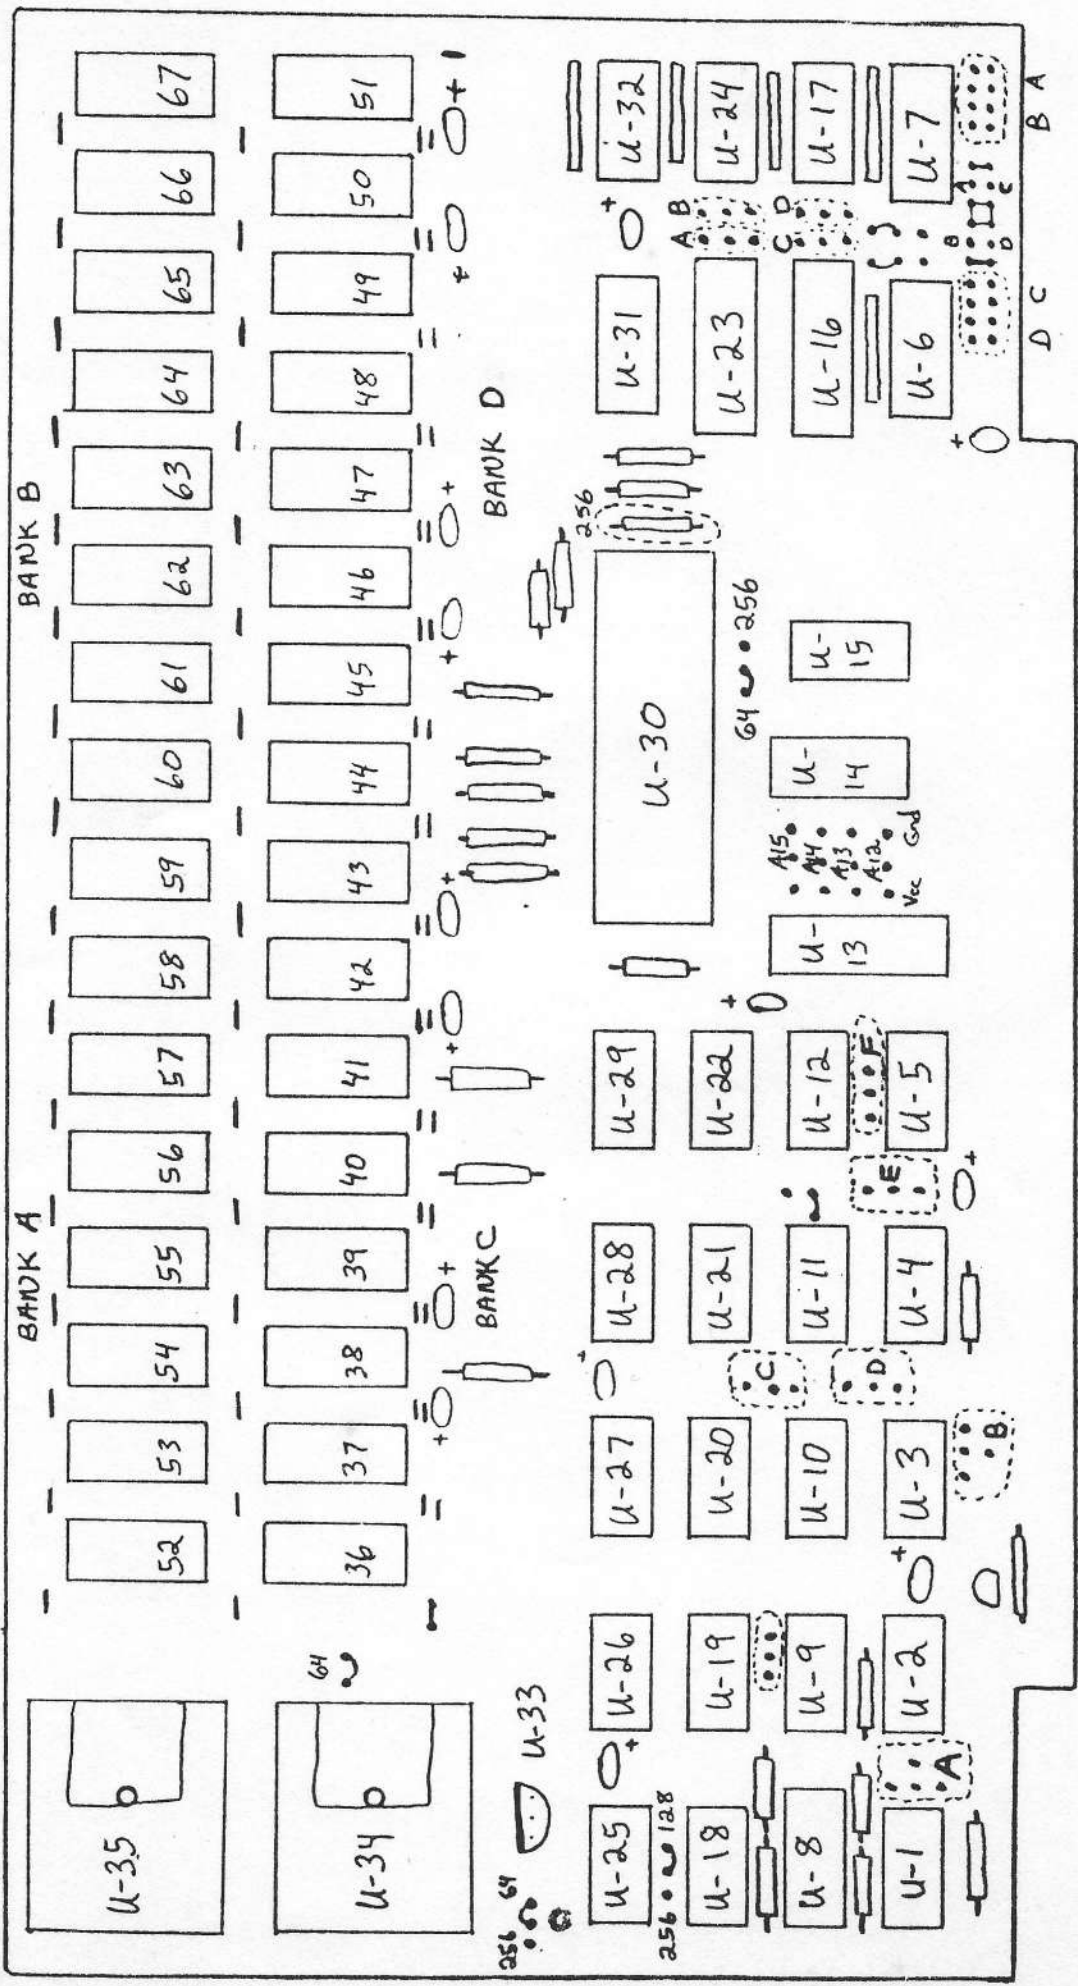 BANK A
BANK B
U-35
52
53
54
55
56
57
58
59
60
61
62
63
64
65
66
67
U-34
64
36
37
38
39
40
41
42
43
44
45
46
47
48
49
50
51
BANK C
BANK D
256
64
U-33
U-25
U-26
U-27
U-28
U-29
256
U-31
U-32
U-30
256
128
A
B
U-18
U-19
U-20
U-21
U-22
64
256
U-23
U-24
C
C
D
U-8
U-9
U-10
U-11
U-12
U-13
A15
A14
A13
A12
Vcc
Gnd
U-14
U-15
U-16
U-17
D
E
F
U-1
U-2
U-3
U-4
U-5
U-6
U-7
A
B
B
A
D
C
D
C
B
A